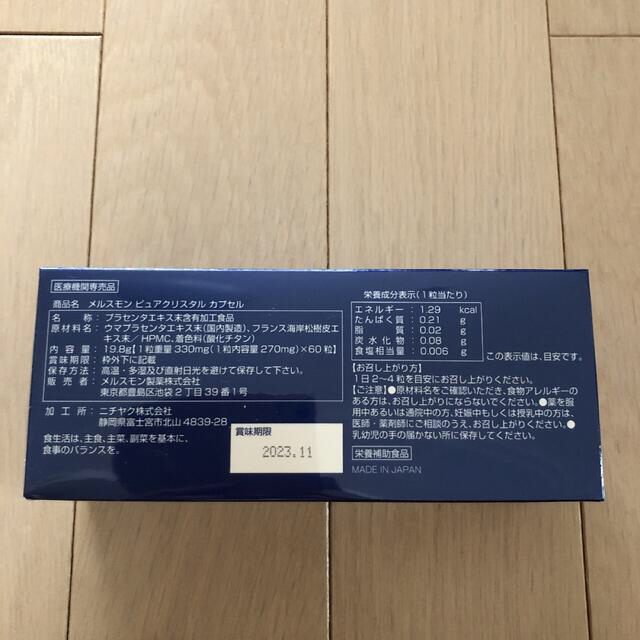 医療機関専売品
商品名 メルスモン ピュアクリスタル カプセル
名称：プラセンタエキス末含有加工食品
原材料名：ウマプラセンタエキス末（国内製造）、フランス海岸松樹皮エ
キス末／HPMC、着色料（酸化チタン）
内容量：19.8g【1粒重量330mg（1粒内容量270mg）×60粒】
賞味期限：枠外下に記載
保存方法：高温・多湿及び直射日光を避けて保存して下さい。
販売者：メルスモン製薬株式会社
東京都豊島区池袋2丁目39番1号
加工所：ニチヤク株式会社
静岡県富士宮市北山4839-28
食生活は、主食、主菜、副菜を基本に、
食事のバランスを。
賞味期限
2023.11
栄養成分表示（1粒当たり）
エネルギー：1.29 kcal
たんぱく質：0.21 g
脂質：0.02 g
炭水化物：0.08 g
食塩相当量：0.006 g
この表示値は、目安です。
【お召し上がり方】
1日2〜4粒を目安にお召し上がりください。
【ご注意】●原材料名をご確認いただき、食物アレルギーの
ある方は、お召し上がりにならないでください。●薬を服
用中あるいは通院中の方、妊娠中もしくは授乳中の方は、
医師・薬剤師にご相談のうえ、お召し上がりください。●
乳幼児の手の届かない所に保存してください。
栄養補助食品
MADE IN JAPAN